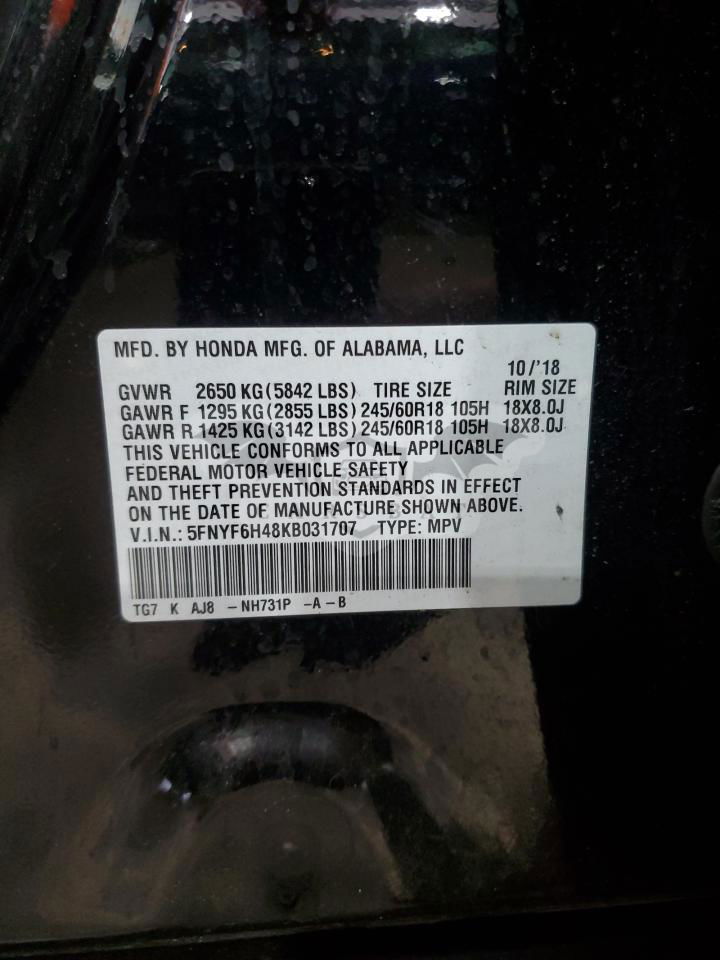 MFD. BY HONDA MFG. OF ALABAMA, LLC
10/'18
GVWR 2650 KG(5842 LBS) TIRE SIZE RIM SIZE
GAWR F 1295 KG(2855 LBS) 245/60R18 105H 18X8.0J
GAWR R 1425 KG(3142 LBS) 245/60R18 105H 18X8.0J
THIS VEHICLE CONFORMS TO ALL APPLICABLE
FEDERAL MOTOR VEHICLE SAFETY
AND THEFT PREVENTION STANDARDS IN EFFECT
ON THE DATE OF MANUFACTURE SHOWN ABOVE.
V.I.N.: 5FNYF6H48KB031707 TYPE: MPV
TG7 K AJ8 -NH731P -A-B